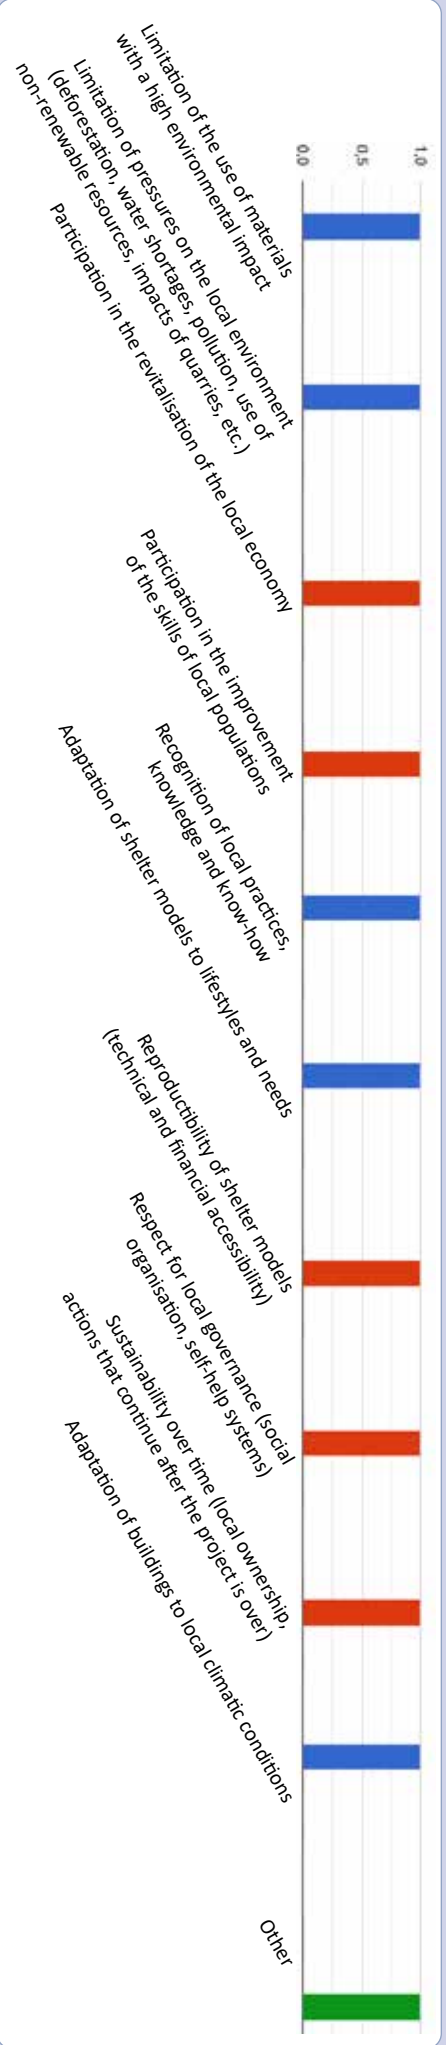 1,0
0,5
0,0
Limitation of the use of materials
with a high environmental impact
Limitation of pressures on the local environment
(deforestation, water shortages, pollution, use of
non-renewable resources, impacts of quarries, etc.)
Participation in the revitalisation of the local economy
Participation in the improvement
of the skills of local populations
Recognition of local practices,
knowledge and know-how
Adaptation of shelter models to lifestyles and needs
Reproductibility of shelter models
(technical and financial accessibility)
Respect for local governance (social
organisation, self-help systems)
Sustainability over time (local ownership,
actions that continue after the project is over)
Adaptation of buildings to local climatic conditions
Other